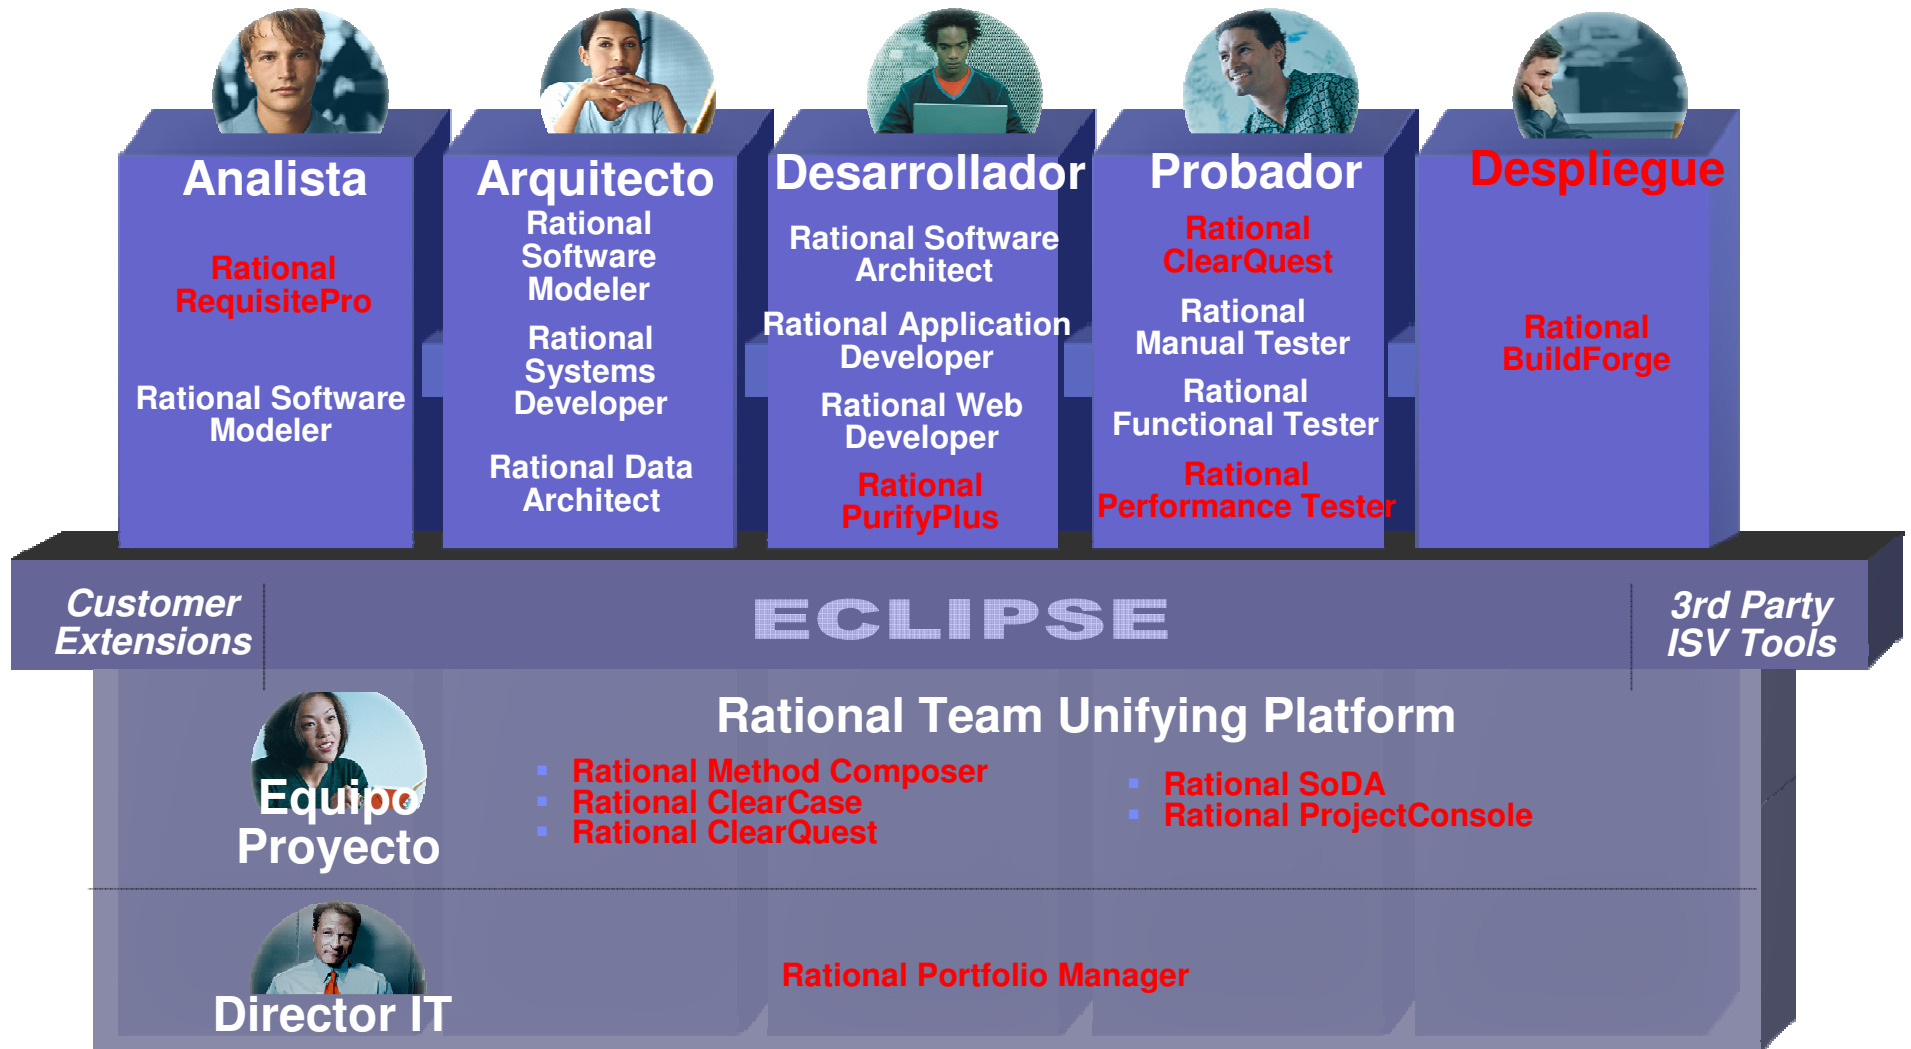 Analista
Rational
RequisitePro
Rational Software
Modeler
Arquitecto
Rational
Software
Modeler
Rational
Systems
Developer
Rational Data
Architect
Desarrollador
Rational Software
Architect
Rational Application
Developer
Rational Web
Developer
Rational
PurifyPlus
Probador
Rational
ClearQuest
Rational
Manual Tester
Rational
Functional Tester
Rational
Performance Tester
Despliegue
Rational
BuildForge
Customer
Extensions
ECLIPSE
3rd Party
ISV Tools
Equipo
Proyecto
Rational Team Unifying Platform
Rational Method Composer
Rational ClearCase
Rational ClearQuest
Rational SoDA
Rational ProjectConsole
Director IT
Rational Portfolio Manager